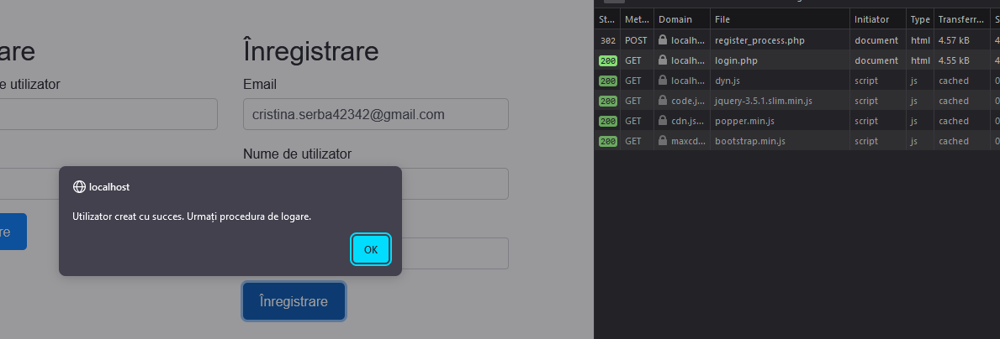 are
Înregistrare
e utilizator
Email
cristina.serba42342@gmail.com
Nume de utilizator
localhost
Utilizator creat cu succes. Urmați procedura de logare.
OK
re
Înregistrare
St... Met... Domain File Initiator Type Transferr... S
302 POST localh... register_process.php document html 4.57 kB 4
200 GET localh... login.php document html 4.55 kB 4
200 GET localh... dyn.js script js cached 0
200 GET code.j... jquery-3.5.1.slim.min.js script js cached 0
200 GET cdn.js... popper.min.js script js cached 0
200 GET maxcd... bootstrap.min.js script js cached 0